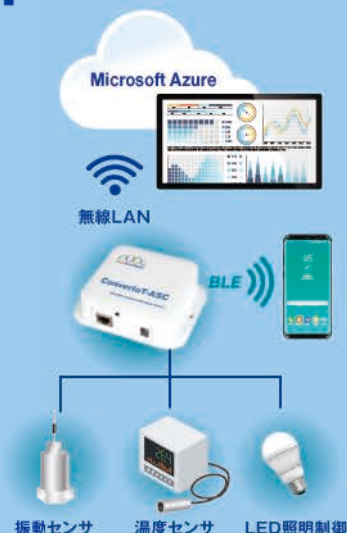 Microsoft Azure
無線LAN
BLE
ConverIoT-ASC
振動センサ
温度センサ
LED照明制御